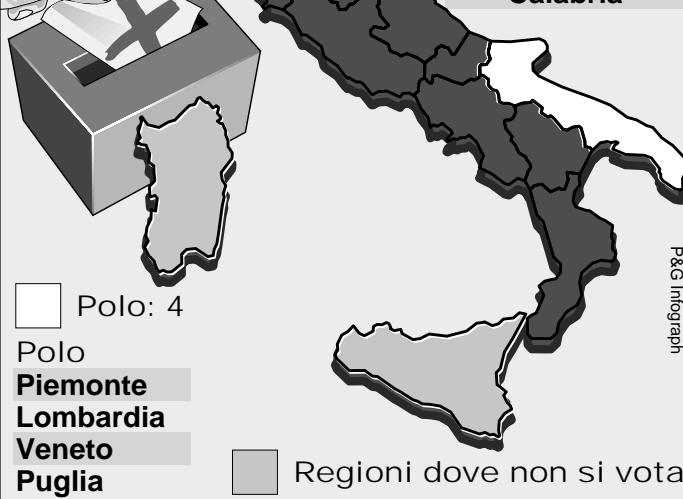 Calabria
P&G Infograph
Polo: 4
Polo
Piemonte
Lombardia
Veneto
Puglia
Regioni dove non si vota